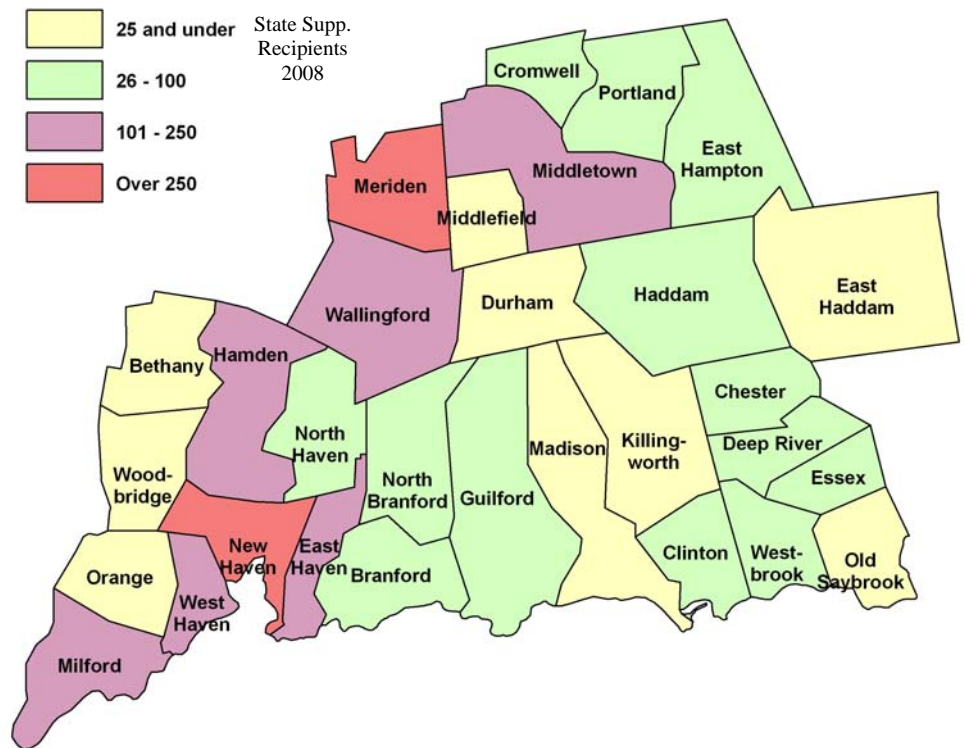 25 and under
26 - 100
101 - 250
Over 250
State Supp.
Recipients
2008
Cromwell
Portland
East
Hampton
Meriden
Middletown
Middlefield
Wallingford
Durham
Haddam
East
Haddam
Bethany
Hamden
North
Haven
Wood-
bridge
North
Branford
Guilford
Madison
Killing-
worth
Chester
Deep River
Essex
Orange
New
Haven
East
Haven
Branford
Clinton
West-
brook
Old
Saybrook
West
Haven
Milford